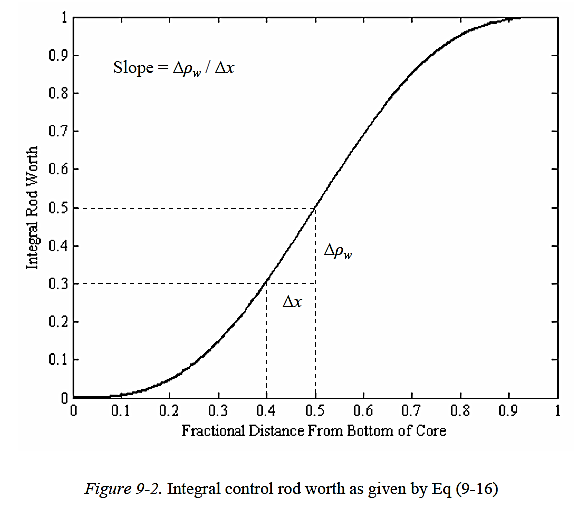 1
0.9
Slope = Δρw / Δx
0.8
0.7
0.6
Integral Rod Worth
0.5
0.4
Δρw
0.3
Δx
0.2
0.1
0
0 0.1 0.2 0.3 0.4 0.5 0.6 0.7 0.8 0.9 1
Fractional Distance From Bottom of Core
Figure 9-2. Integral control rod worth as given by Eq (9-16)